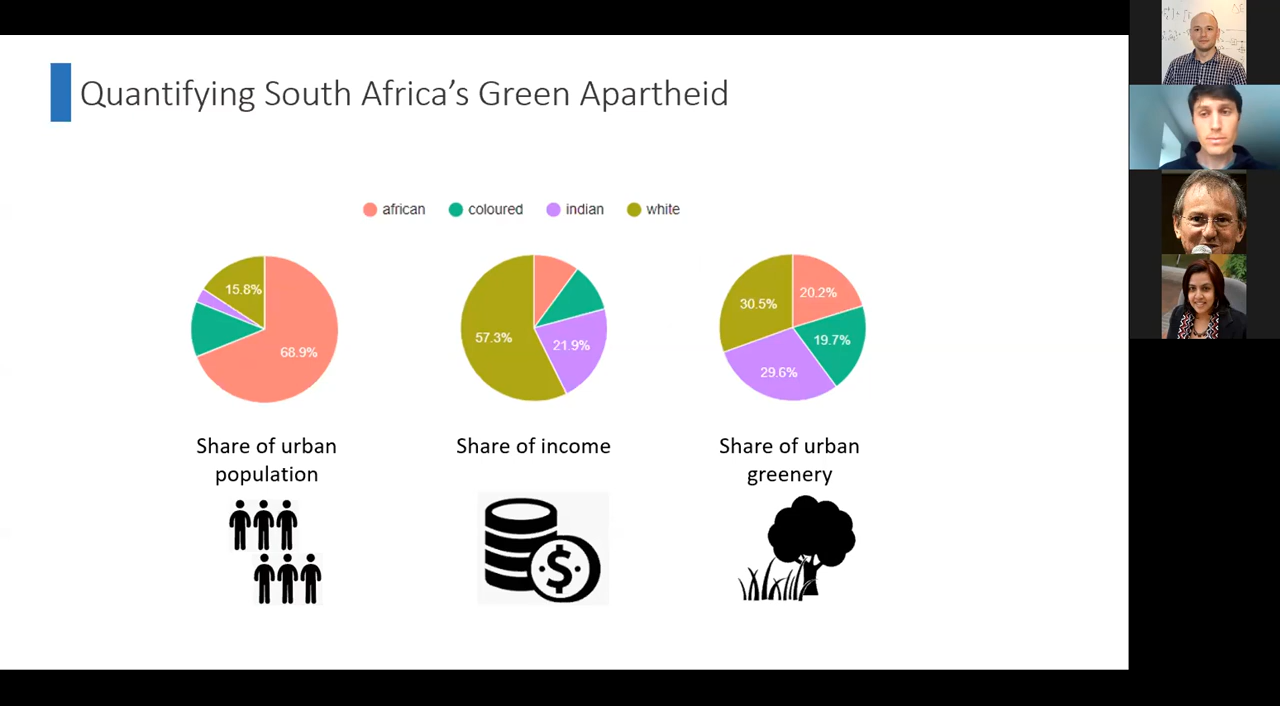 Quantifying South Africa's Green Apartheid
african coloured indian white
15.8%
68.9%
57.3%
21.9%
30.5%
20.2%
19.7%
29.6%
Share of urban
population
Share of income
Share of urban
greenery
$